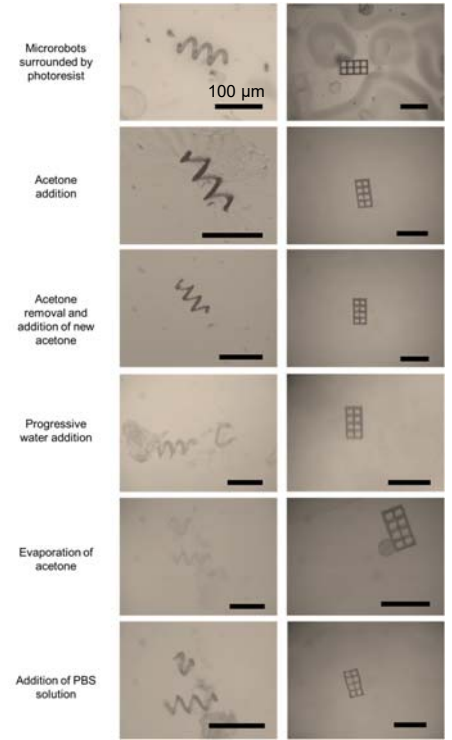 Microrobots
surrounded by
photoresist
100 μm
Acetone
addition
Acetone
removal and
addition of new
acetone
Progressive
water addition
Evaporation of
acetone
Addition of PBS
solution